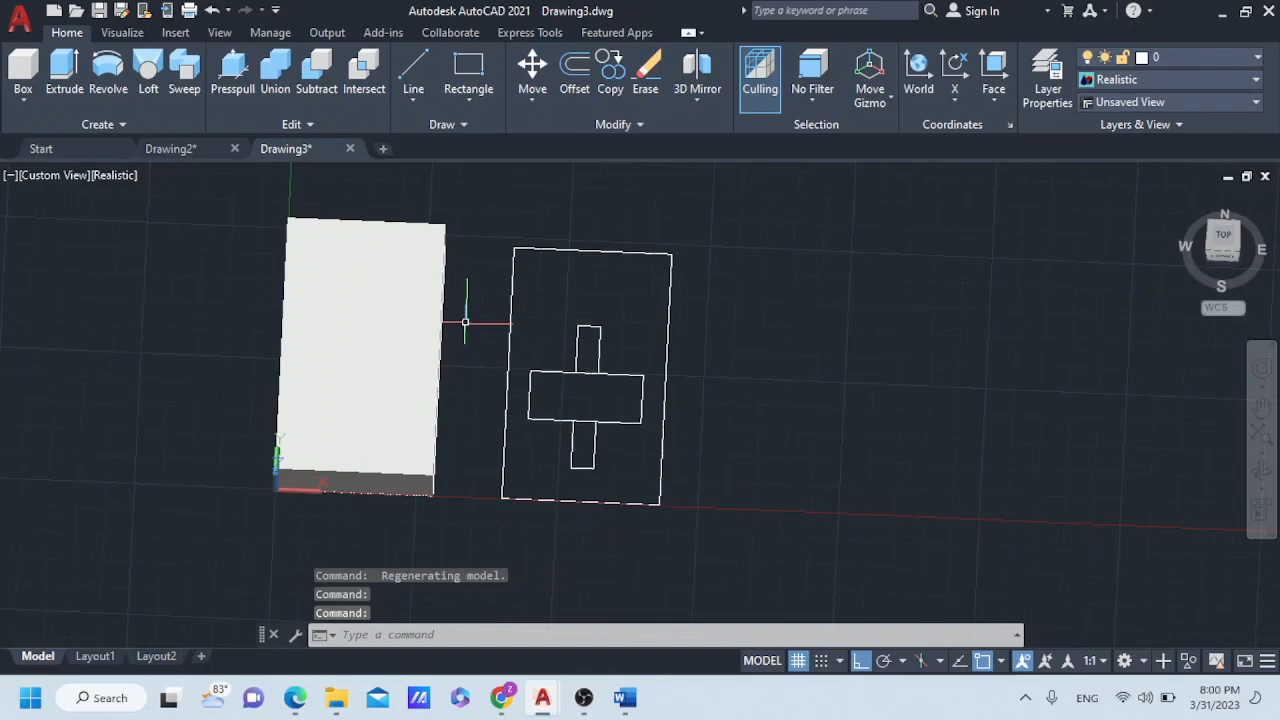 Autodesk AutoCAD 2021 Drawing3.dwg
Type a keyword or phrase
Sign In
Home Visualize Insert View Manage Output Add-ins Collaborate Express Tools Featured Apps
0
Realistic
Unsaved View
Box Extrude Revolve Loft Sweep Presspull Union Subtract Intersect Line Rectangle Move Offset Copy Erase 3D Mirror Culling No Filter Move Gizmo World X Face Layer Properties
Create Edit Draw Modify Selection Coordinates Layers & View
Start Drawing2* Drawing3*
[−][Custom View][Realistic]
N
W TOP E
S
WCS
Y
X
Command: Regenerating model.
Command:
Command:
Type a command
Model Layout1 Layout2
MODEL 1:1
83°
Search
ENG
8:00 PM
3/31/2023